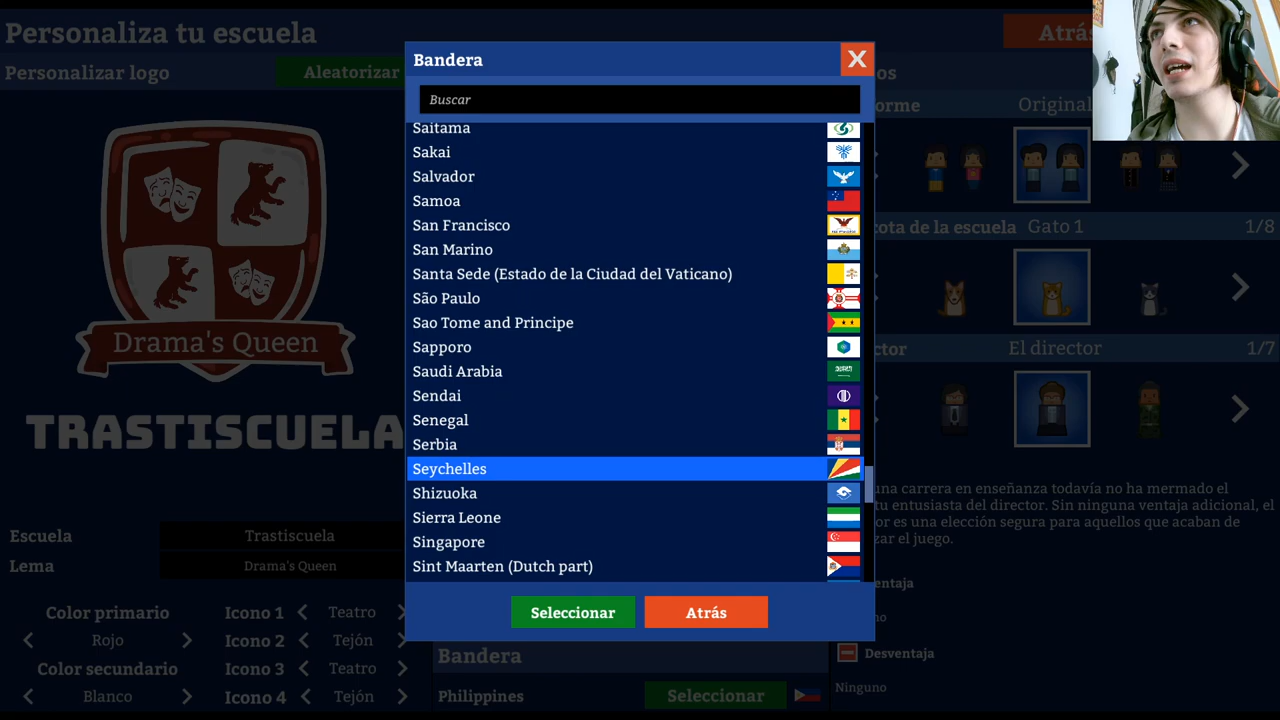 Personaliza tu escuela
Atrás
Personalizar logo
Aleatorizar
Drama's Queen
TRASTISCUELA
Escuela
Trastiscuela
Lema
Drama's Queen
Color primario
Rojo
Color secundario
Blanco
Icono 1
Teatro
Icono 2
Tejón
Icono 3
Teatro
Icono 4
Tejón
Bandera
X
Buscar
Saitama
Sakai
Salvador
Samoa
San Francisco
San Marino
Santa Sede (Estado de la Ciudad del Vaticano)
São Paulo
Sao Tome and Principe
Sapporo
Saudi Arabia
Sendai
Senegal
Serbia
Seychelles
Shizuoka
Sierra Leone
Singapore
Sint Maarten (Dutch part)
Seleccionar
Atrás
Bandera
Philippines
Seleccionar
os
orme
Original
ota de la escuela
Gato 1
1/8
ctor
El director
1/7
una carrera en enseñanza todavía no ha mermado el
tu entusiasta del director. Sin ninguna ventaja adicional, el
or es una elección segura para aquellos que acaban de
zar el juego.
entaja
no
Desventaja
Ninguno